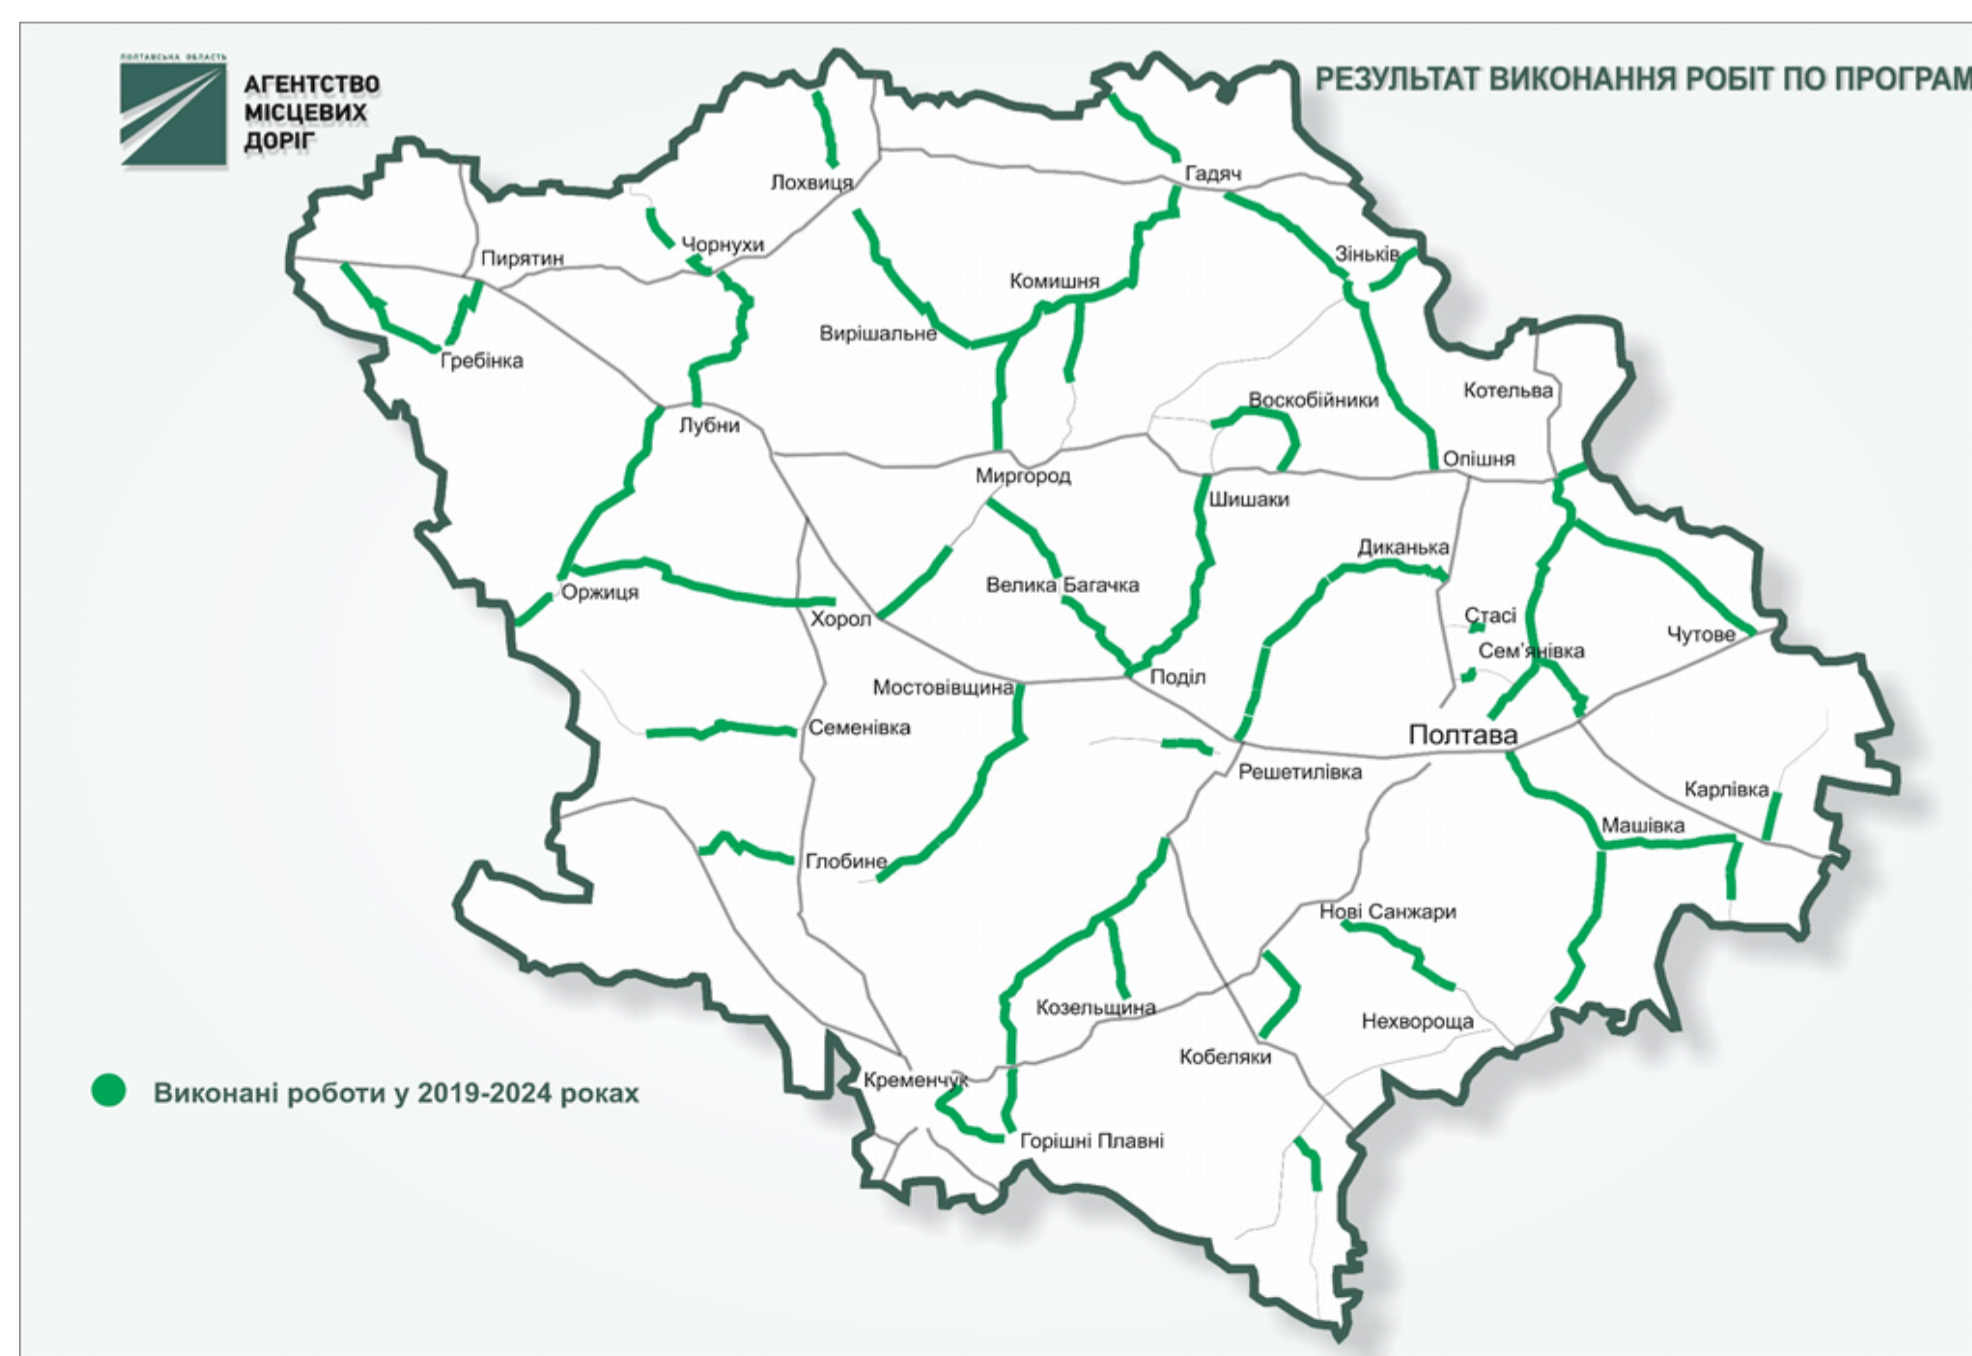 ПОЛТАВСЬКА ОБЛАСТЬ
АГЕНТСТВО
МІСЦЕВИХ
ДОРІГ
РЕЗУЛЬТАТ ВИКОНАННЯ РОБІТ ПО ПРОГРАМ
Гадяч
Лохвиця
Чорнухи
Зіньків
Пирятин
Комишня
Вирішальне
Гребінка
Котельва
Воскобійники
Лубни
Опішня
Миргород
Шишаки
Диканька
Велика Багачка
Оржиця
Хорол
Стасі
Чутове
Сем'янівка
Поділ
Мостовівщина
Семенівка
Полтава
Решетилівка
Карлівка
Машівка
Глобине
Нові Санжари
Козельщина
Нехвороща
Кобеляки
Кременчук
Виконані роботи у 2019-2024 роках
Горішні Плавні